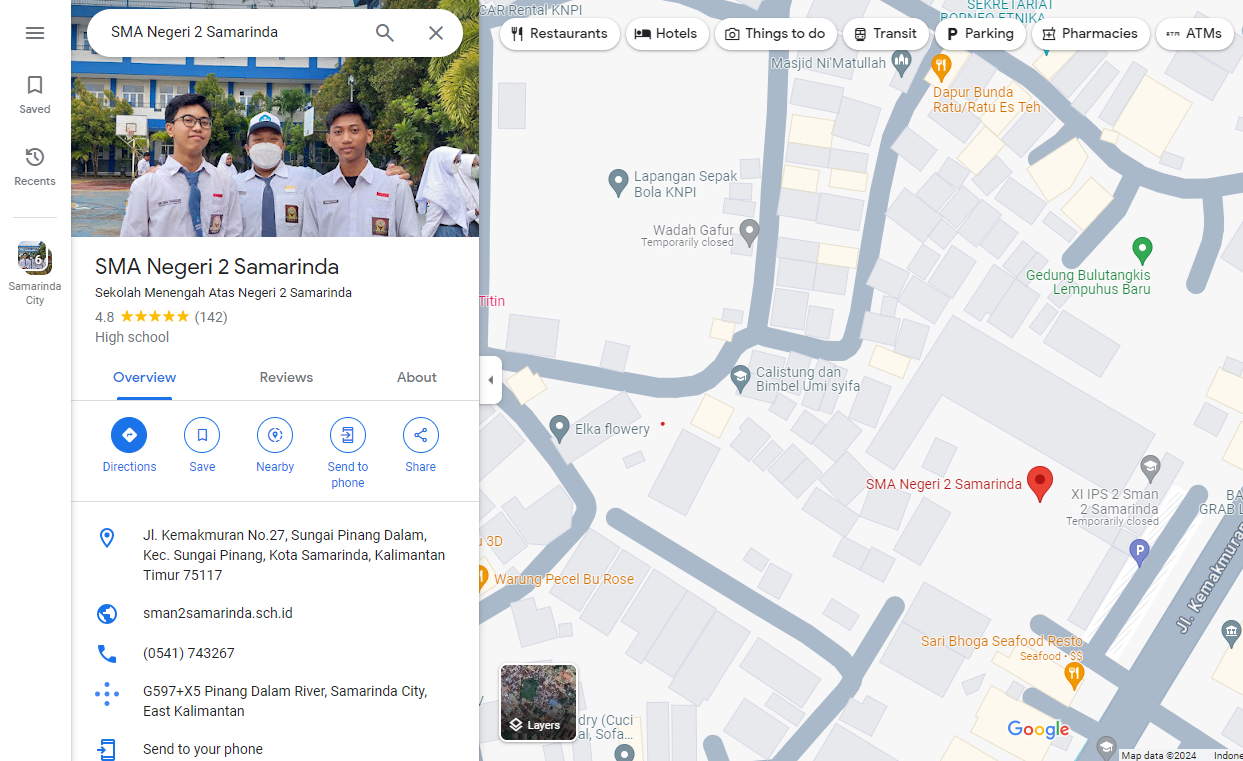 SMA Negeri 2 Samarinda
Saved
Recents
6
Samarinda
City
SMA Negeri 2 Samarinda
Sekolah Menengah Atas Negeri 2 Samarinda
4.8 ★★★★★ (142)
High school
Overview
Reviews
About
Directions
Save
Nearby
Send to
phone
Share
Jl. Kemakmuran No.27, Sungai Pinang Dalam,
Kec. Sungai Pinang, Kota Samarinda, Kalimantan
Timur 75117
sman2samarinda.sch.id
(0541) 743267
G597+X5 Pinang Dalam River, Samarinda City,
East Kalimantan
Send to your phone
CAR Rental KNPI
SEKRETARIAT
BORNEO ETNIKA
Restaurants
Hotels
Things to do
Transit
P Parking
Pharmacies
ATM ATMs
Masjid Ni'Matullah
Dapur Bunda
Ratu/Ratu Es Teh
Lapangan Sepak
Bola KNPI
Wadah Gafur
Temporarily closed
Gedung Bulutangkis
Lempuhus Baru
Titin
Calistung dan
Bimbel Umi syifa
Elka flowery
SMA Negeri 2 Samarinda
XI IPS 2 Sman
2 Samarinda
Temporarily closed
BA
GRAB L
P
u 3D
Warung Pecel Bu Rose
Jl. Kemakmuran
Sari Bhoga Seafood Resto
Seafood • $$
Layers
dry (Cuci
al, Sofa...
Google
Map data ©2024
Indone